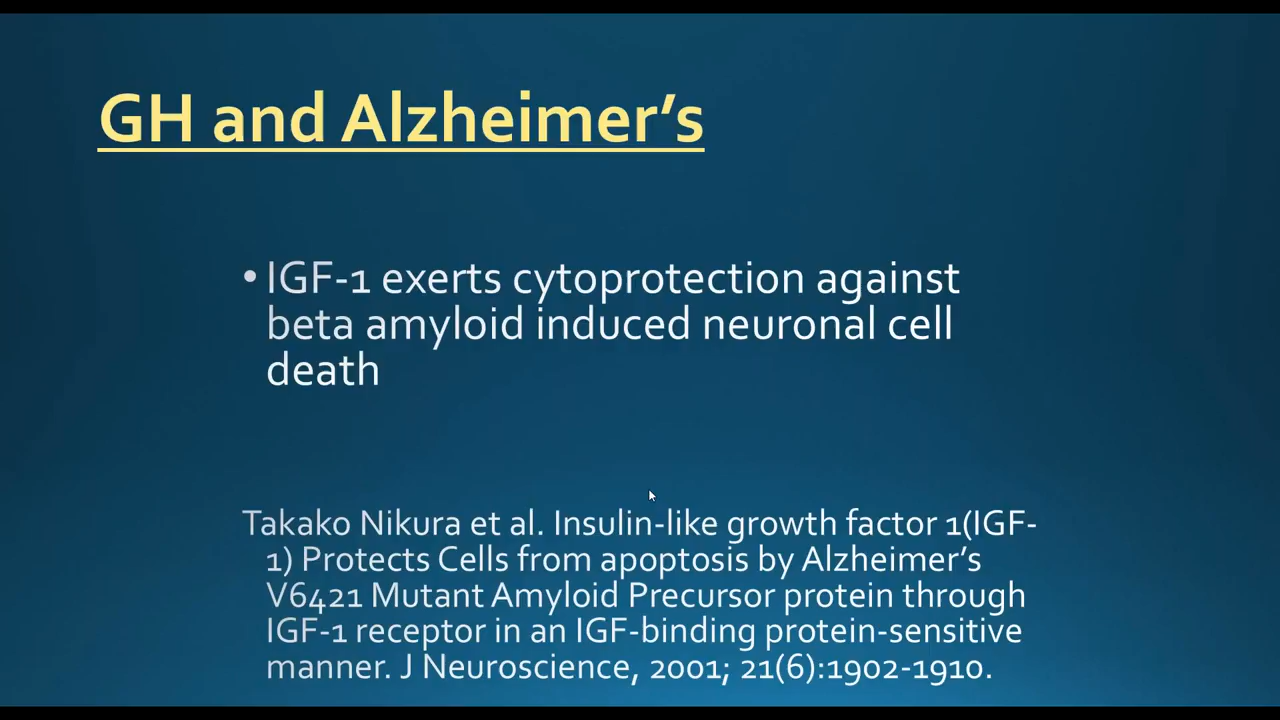 GH and Alzheimer’s
• IGF-1 exerts cytoprotection against
beta amyloid induced neuronal cell
death
Takako Nikura et al. Insulin-like growth factor 1(IGF-
1) Protects Cells from apoptosis by Alzheimer’s
V6421 Mutant Amyloid Precursor protein through
IGF-1 receptor in an IGF-binding protein-sensitive
manner. J Neuroscience, 2001; 21(6):1902-1910.